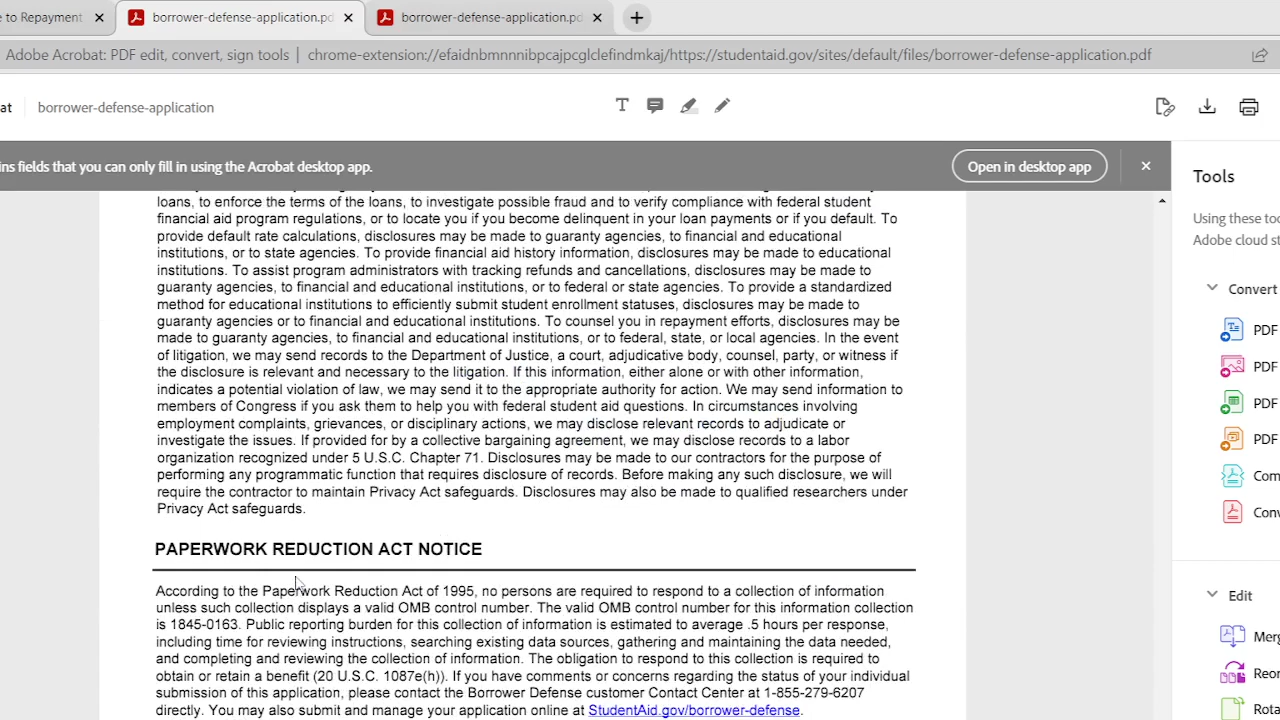 e to Repayment
borrower-defense-application.pd
borrower-defense-application.pd
Adobe Acrobat: PDF edit, convert, sign tools | chrome-extension://efaidnbmnnnibpcajpcglclefindmkaj/https://studentaid.gov/sites/default/files/borrower-defense-application.pdf
at
borrower-defense-application
ins fields that you can only fill in using the Acrobat desktop app.
Open in desktop app
Tools
Using these too
Adobe cloud st
Convert
PDF
PDF
PDF
PDF
Com
Conv
Edit
Merg
Reor
Rota
loans, to enforce the terms of the loans, to investigate possible fraud and to verify compliance with federal student
financial aid program regulations, or to locate you if you become delinquent in your loan payments or if you default. To
provide default rate calculations, disclosures may be made to guaranty agencies, to financial and educational
institutions, or to state agencies. To provide financial aid history information, disclosures may be made to educational
institutions. To assist program administrators with tracking refunds and cancellations, disclosures may be made to
guaranty agencies, to financial and educational institutions, or to federal or state agencies. To provide a standardized
method for educational institutions to efficiently submit student enrollment statuses, disclosures may be made to
guaranty agencies or to financial and educational institutions. To counsel you in repayment efforts, disclosures may be
made to guaranty agencies, to financial and educational institutions, or to federal, state, or local agencies. In the event
of litigation, we may send records to the Department of Justice, a court, adjudicative body, counsel, party, or witness if
the disclosure is relevant and necessary to the litigation. If this information, either alone or with other information,
indicates a potential violation of law, we may send it to the appropriate authority for action. We may send information to
members of Congress if you ask them to help you with federal student aid questions. In circumstances involving
employment complaints, grievances, or disciplinary actions, we may disclose relevant records to adjudicate or
investigate the issues. If provided for by a collective bargaining agreement, we may disclose records to a labor
organization recognized under 5 U.S.C. Chapter 71. Disclosures may be made to our contractors for the purpose of
performing any programmatic function that requires disclosure of records. Before making any such disclosure, we will
require the contractor to maintain Privacy Act safeguards. Disclosures may also be made to qualified researchers under
Privacy Act safeguards.
PAPERWORK REDUCTION ACT NOTICE
According to the Paperwork Reduction Act of 1995, no persons are required to respond to a collection of information
unless such collection displays a valid OMB control number. The valid OMB control number for this information collection
is 1845-0163. Public reporting burden for this collection of information is estimated to average .5 hours per response,
including time for reviewing instructions, searching existing data sources, gathering and maintaining the data needed,
and completing and reviewing the collection of information. The obligation to respond to this collection is required to
obtain or retain a benefit (20 U.S.C. 1087e(h)). If you have comments or concerns regarding the status of your individual
submission of this application, please contact the Borrower Defense customer Contact Center at 1-855-279-6207
directly. You may also submit and manage your application online at StudentAid.gov/borrower-defense.